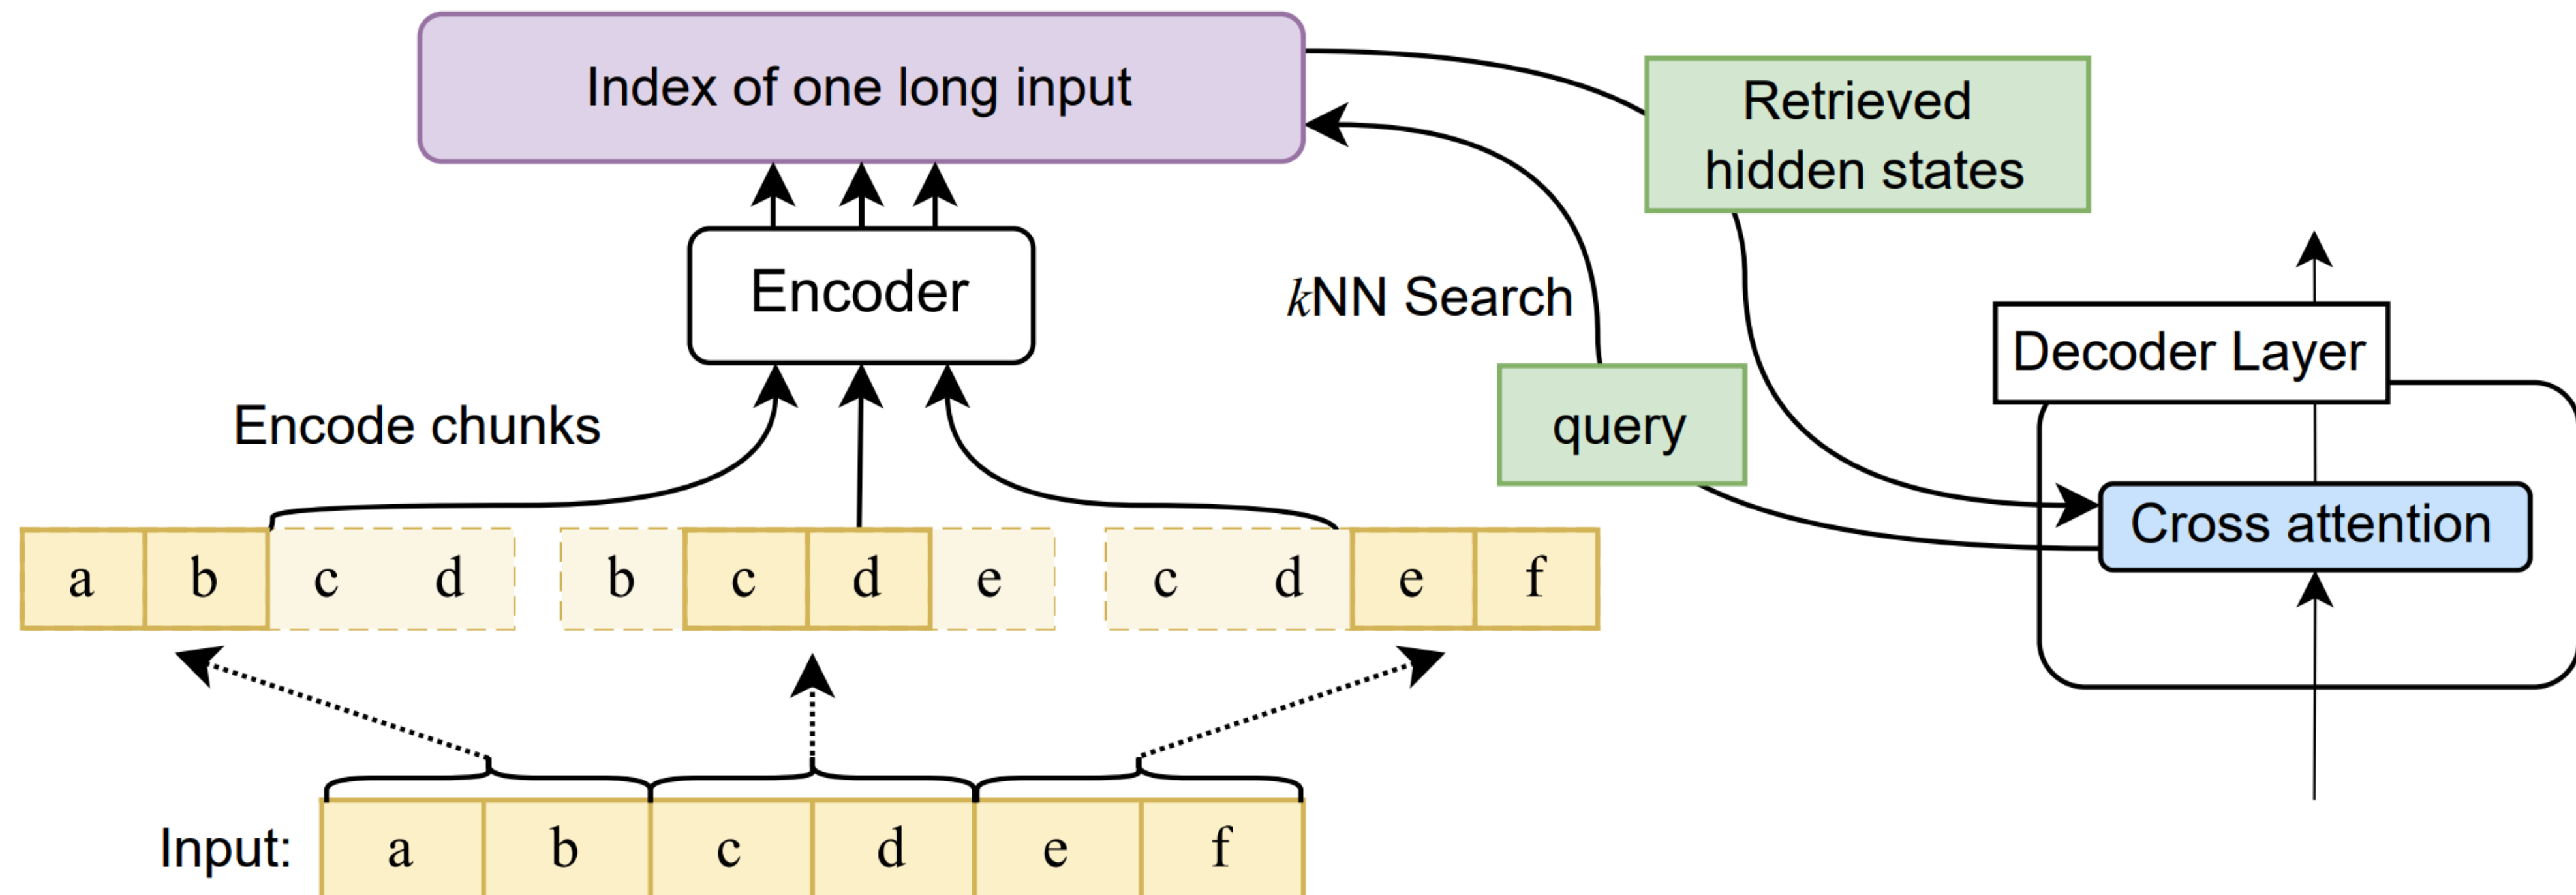 Index of one long input
Retrieved
hidden states
Encoder
kNN Search
Decoder Layer
Encode chunks
query
Cross attention
a b c d b c d e c d e f
Input: a b c d e f